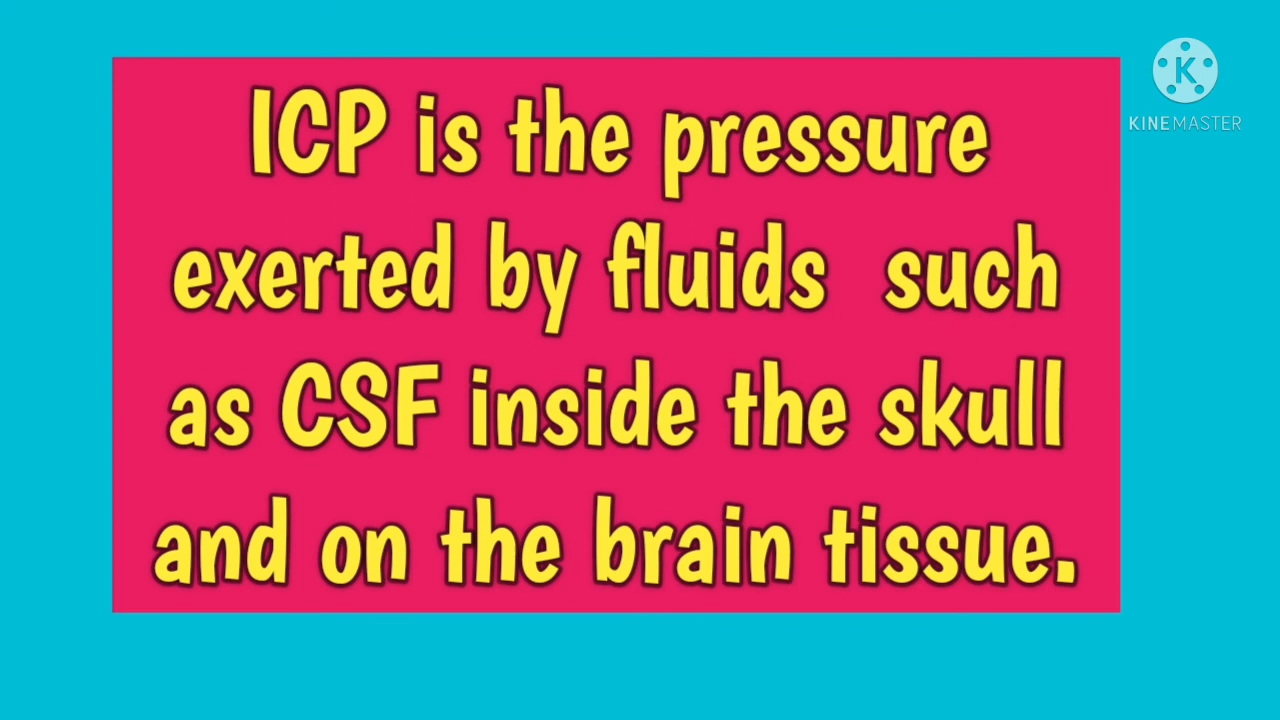 ICP is the pressure
exerted by fluids such
as CSF inside the skull
and on the brain tissue.
K
KINEMASTER